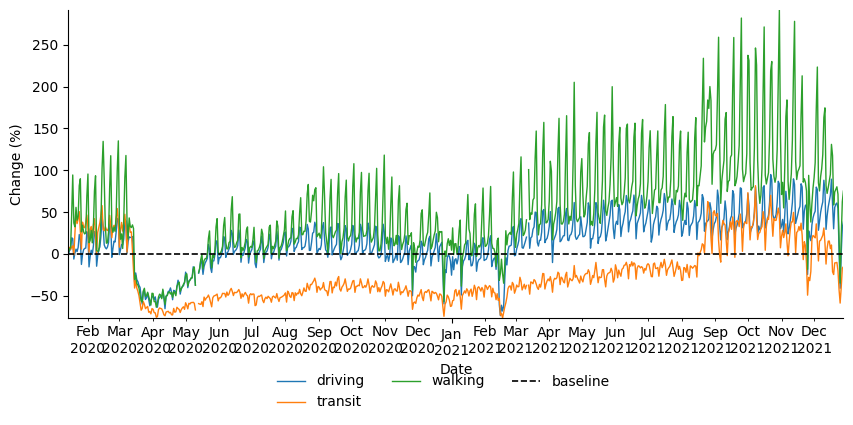 Change (%)
250
200
150
100
50
0
−50
Feb Mar Apr May Jun Jul Aug Sep Oct Nov Dec Jan Feb Mar Apr May Jun Jul Aug Sep Oct Nov Dec
2020 2020 2020 2020 2020 2020 2020 2020 2020 2020 2020 2021 2021 2021 2021 2021 2021 2021 2021 2021 2021 2021 2021
Date
driving walking baseline
transit